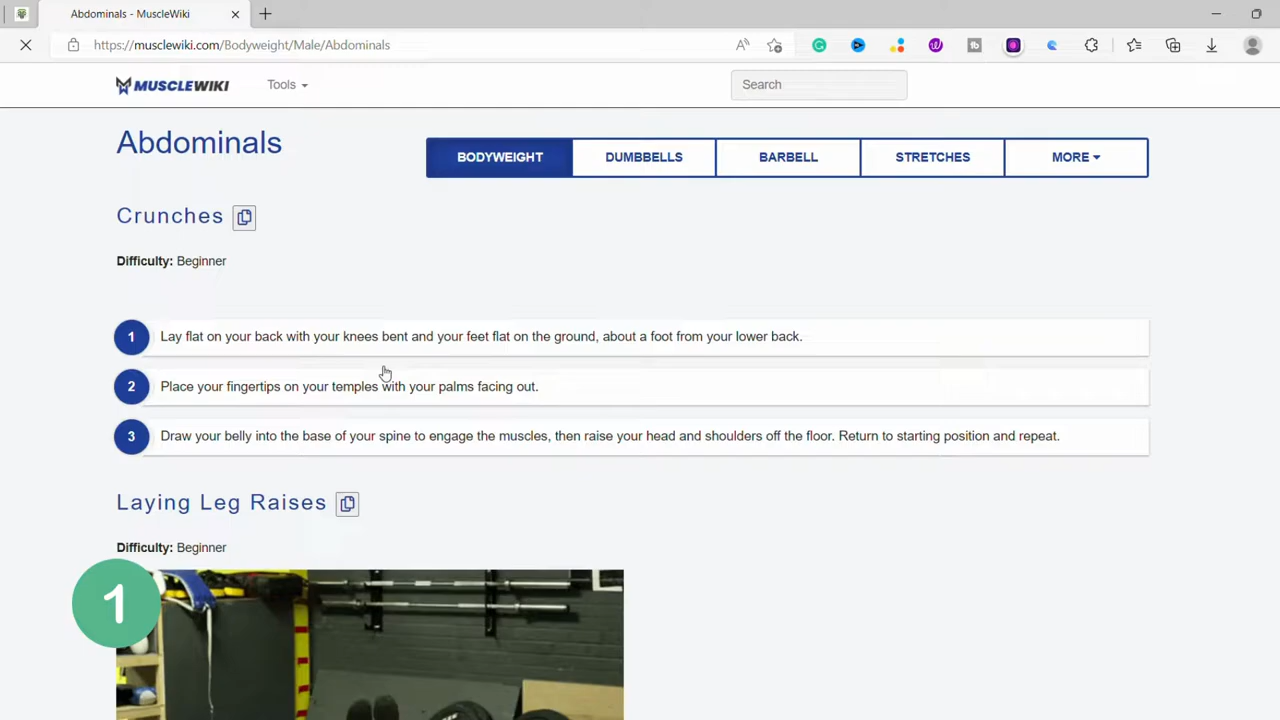 Abdominals - MuscleWiki
https://musclewiki.com/Bodyweight/Male/Abdominals
MUSCLEWIKI
Tools
Search
Abdominals
BODYWEIGHT
DUMBBELLS
BARBELL
STRETCHES
MORE
Crunches
Difficulty: Beginner
1 Lay flat on your back with your knees bent and your feet flat on the ground, about a foot from your lower back.
2 Place your fingertips on your temples with your palms facing out.
3 Draw your belly into the base of your spine to engage the muscles, then raise your head and shoulders off the floor. Return to starting position and repeat.
Laying Leg Raises
Difficulty: Beginner
1